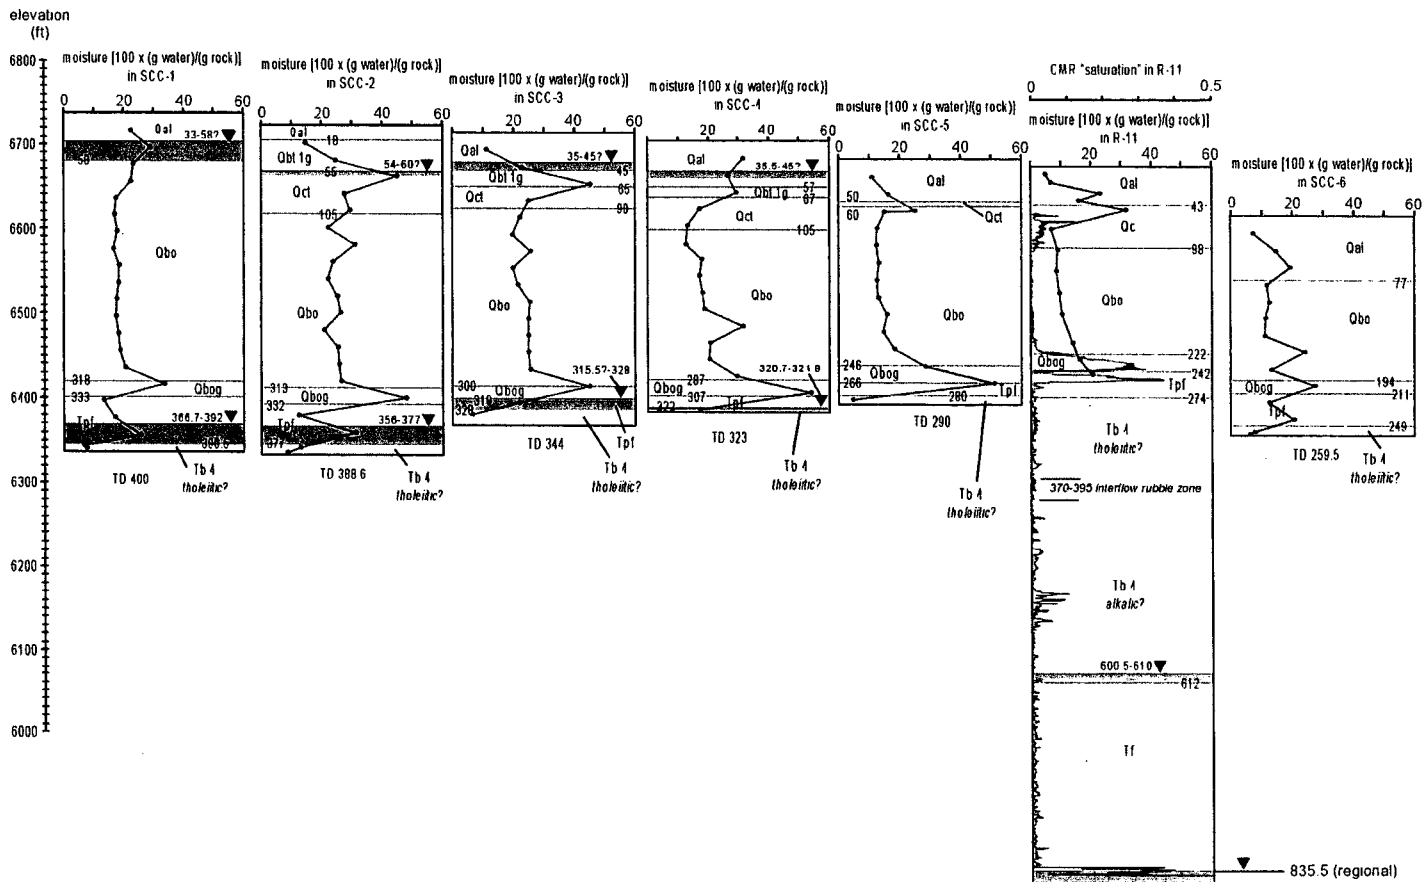 elevation
(ft)
6800
6700
6600
6500
6400
6300
6200
6100
6000
moisture [100 x (g water)/(g rock)]
in SCC-1
0 20 40 60
Qal
33-58?
Qbo
318
Qbog
333
Tpf
366.7-392
TD 400
Tb 4
tholeiitic?
moisture [100 x (g water)/(g rock)]
in SCC-2
0 20 40 60
Qal
18
Qbt 1g
54-60?
55
Qct
105
Qbo
313
Qbog
332
Tpf
356-377
377
TD 388.6
Tb 4
tholeiitic?
moisture [100 x (g water)/(g rock)]
in SCC-3
20 40 60
Qal
35-45?
45
Qbt 1g
65
Qct
90
Qbo
315.5?-328
300
Qbog
319
328
Tpf
TD 344
Tb 4
tholeiitic?
moisture [100 x (g water)/(g rock)]
in SCC-4
20 40 60
Qal
35.5-45?
57
Qbt 1g
67
Qct
105
Qbo
320.7-321.8
287
Qbog
307
Tpf
322
TD 323
Tb 4
tholeiitic?
moisture [100 x (g water)/(g rock)]
in SCC-5
0 20 40 60
Qal
50
60
Qct
Qbo
246
Qbog
266
Tpf
280
TD 290
Tb 4
tholeiitic?
CMR "saturation" in R-11
0 0.5
moisture [100 x (g water)/(g rock)]
in R-11
0 20 40 60
Qal
43
Qc
98
Qbo
222
Qbog
242
Tpf
274
Tb 4
tholeiitic?
370-395 interflow rubble zone
Tb 4
alkalic?
600.5-610
612
Tf
835.5 (regional)
moisture [100 x (g water)/(g rock)]
in SCC-6
0 20 40 60
Qal
77
Qbo
194
Qbog
211
Tpf
249
TD 259.5
Tb 4
tholeiitic?